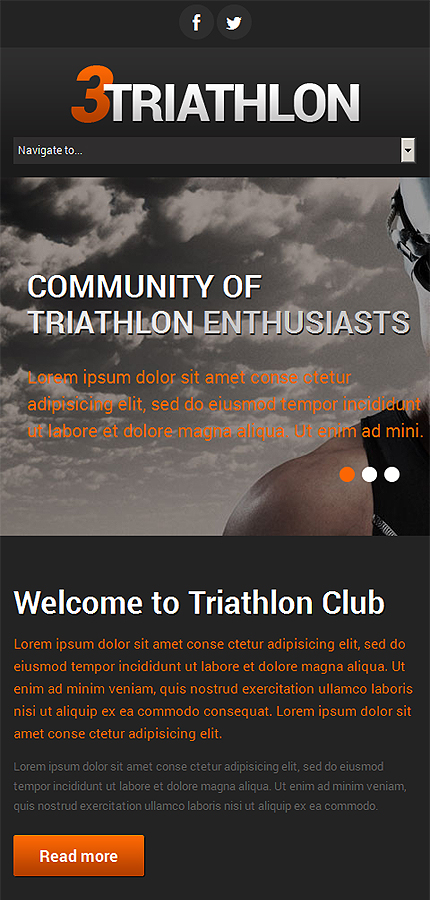 3TRIATHLON
Navigate to...
COMMUNITY OF
TRIATHLON ENTHUSIASTS
Lorem ipsum dolor sit amet conse ctetur
adipisicing elit, sed do eiusmod tempor incididunt
ut labore et dolore magna aliqua. Ut enim ad mini.
Welcome to Triathlon Club
Lorem ipsum dolor sit amet conse ctetur adipisicing elit, sed do
eiusmod tempor incididunt ut labore et dolore magna aliqua. Ut
enim ad minim veniam, quis nostrud exercitation ullamco laboris
nisi ut aliquip ex ea commodo consequat. Lorem ipsum dolor sit
amet conse ctetur adipisicing elit.
Lorem ipsum dolor sit amet conse ctetur adipisicing elit, sed do eiusmod
tempor incididunt ut labore et dolore magna aliqua. Ut enim ad minim veniam,
quis nostrud exercitation ullamco laboris nisi ut aliquip ex ea commodo.
Read more